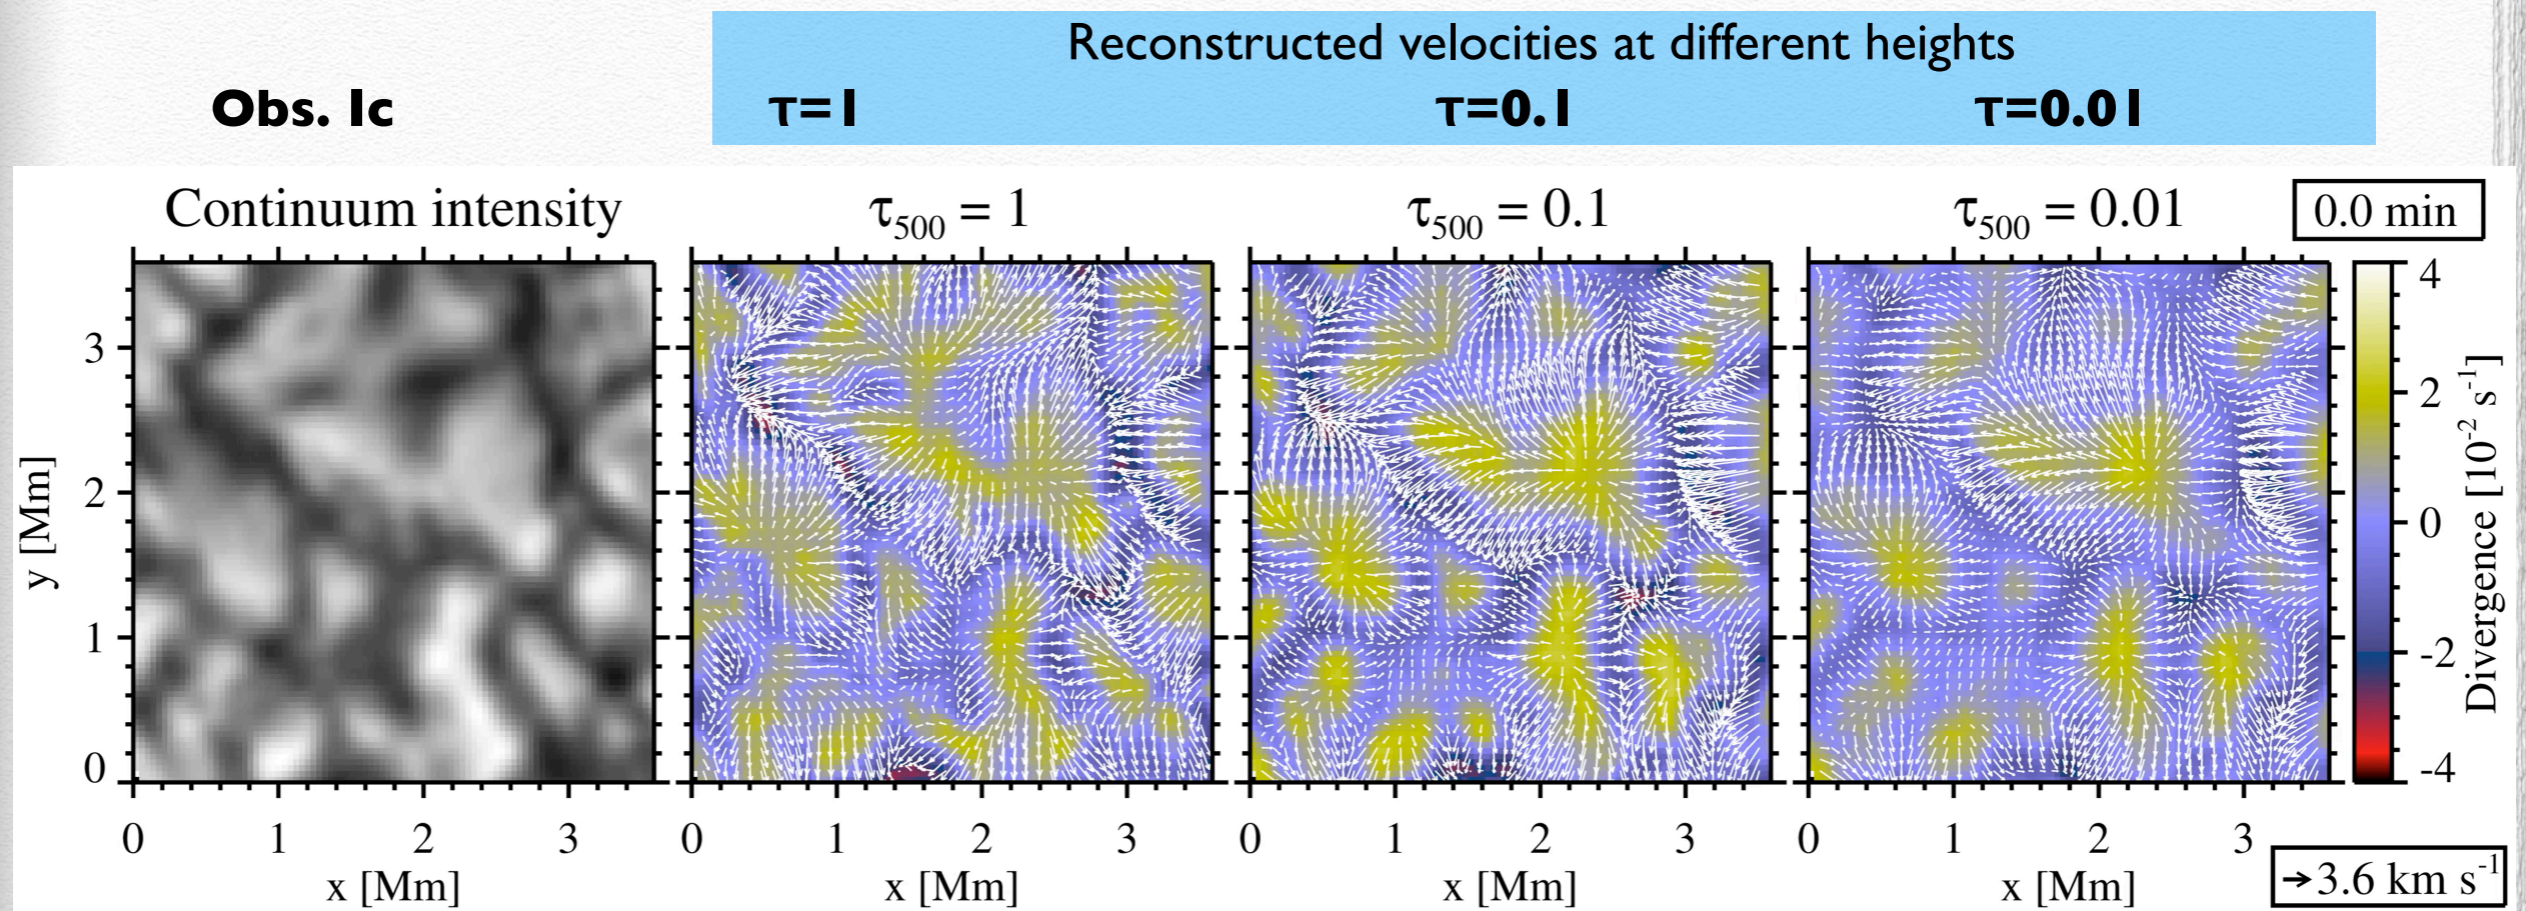 Reconstructed velocities at different heights
Obs. Ic τ=1 τ=0.1 τ=0.01
Continuum intensity τ500 = 1 τ500 = 0.1 τ500 = 0.01 0.0 min
y [Mm]
3
2
1
0
0 1 2 3
0 1 2 3
0 1 2 3
0 1 2 3
x [Mm] x [Mm] x [Mm] x [Mm]
4
2
0
-2
-4
Divergence [10⁻² s⁻¹]
→3.6 km s⁻¹